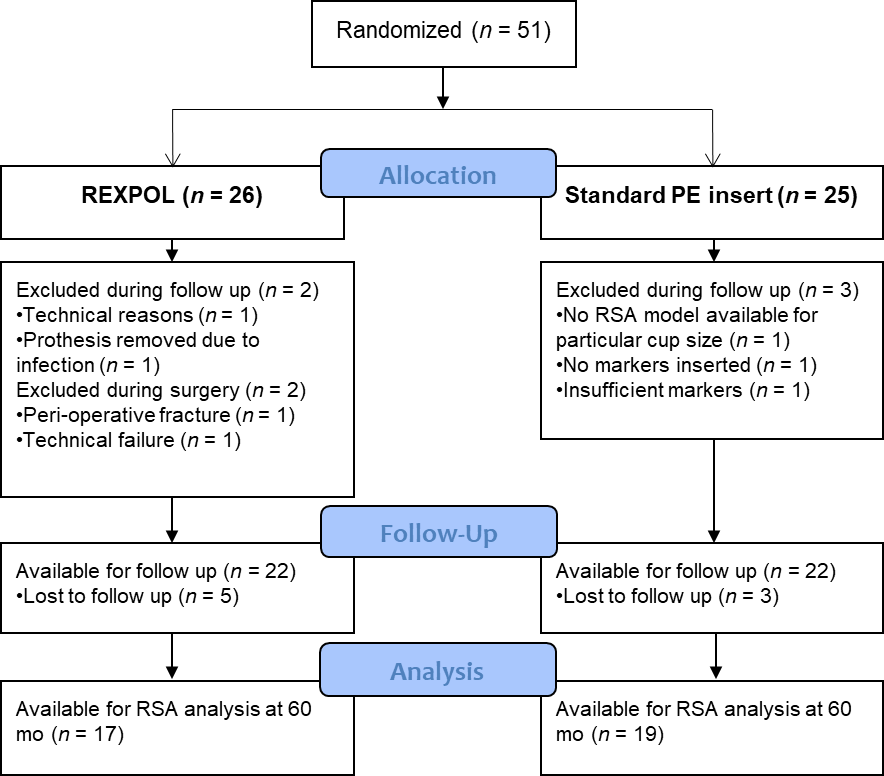 Randomized (n = 51)
Allocation
REXPOL (n = 26)
Standard PE insert (n = 25)
Excluded during follow up (n = 2)
•Technical reasons (n = 1)
•Prothesis removed due to
infection (n = 1)
Excluded during surgery (n = 2)
•Peri-operative fracture (n = 1)
•Technical failure (n = 1)
Excluded during follow up (n = 3)
•No RSA model available for
particular cup size (n = 1)
•No markers inserted (n = 1)
•Insufficient markers (n = 1)
Follow-Up
Available for follow up (n = 22)
•Lost to follow up (n = 5)
Available for follow up (n = 22)
•Lost to follow up (n = 3)
Analysis
Available for RSA analysis at 60
mo (n = 17)
Available for RSA analysis at 60
mo (n = 19)